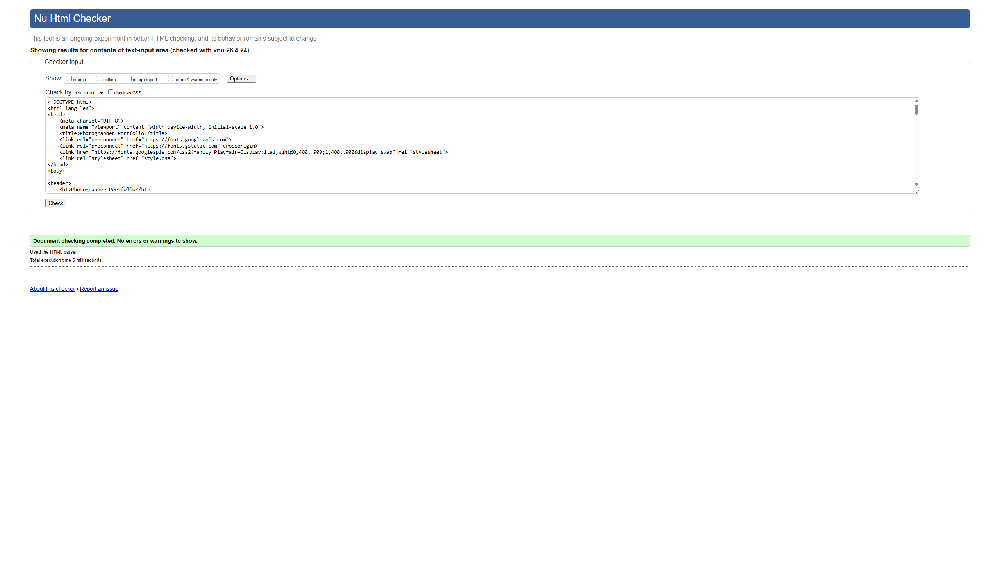 Nu Html Checker
This tool is an ongoing experiment in better HTML checking, and its behavior remains subject to change
Showing results for contents of text-input area (checked with vnu 26.4.24)
Checker Input
Show source outline image report errors & warnings only Options...
Check by text input check as CSS
<!DOCTYPE html>
<html lang="en">
<head>
    <meta charset="UTF-8">
    <meta name="viewport" content="width=device-width, initial-scale=1.0">
    <title>Photographer Portfolio</title>
    <link rel="preconnect" href="https://fonts.googleapis.com">
    <link rel="preconnect" href="https://fonts.gstatic.com" crossorigin>
    <link href="https://fonts.googleapis.com/css2?family=Playfair+Display:ital,wght@0,400..900;1,400..900&display=swap" rel="stylesheet">
    <link rel="stylesheet" href="style.css">
</head>
<body>
<header>
    <h1>Photographer Portfolio</h1>
Check
Document checking completed. No errors or warnings to show.
Used the HTML parser.
Total execution time 5 milliseconds.
About this checker • Report an issue